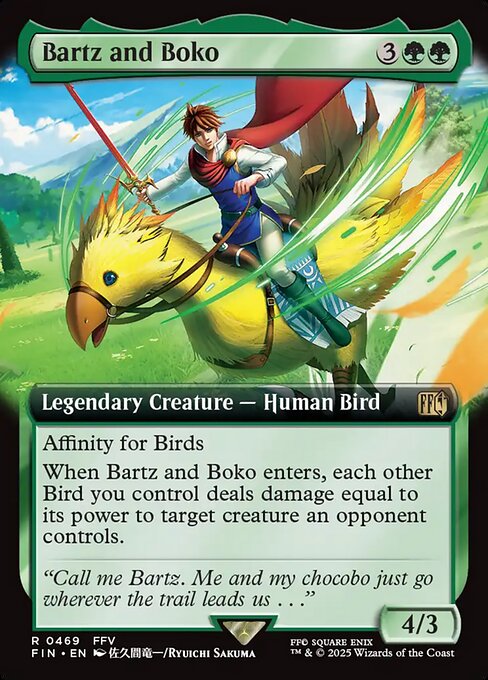 Bartz and Boko 3
Legendary Creature — Human Bird FFV
Affinity for Birds
When Bartz and Boko enters, each other
Bird you control deals damage equal to
its power to target creature an opponent
controls.
“Call me Bartz. Me and my chocobo just go
wherever the trail leads us . . .”
4/3
R 0469 FFV
FIN • EN 佐久間竜一/Ryuichi Sakuma
FF© SQUARE ENIX
™ & © 2025 Wizards of the Coast